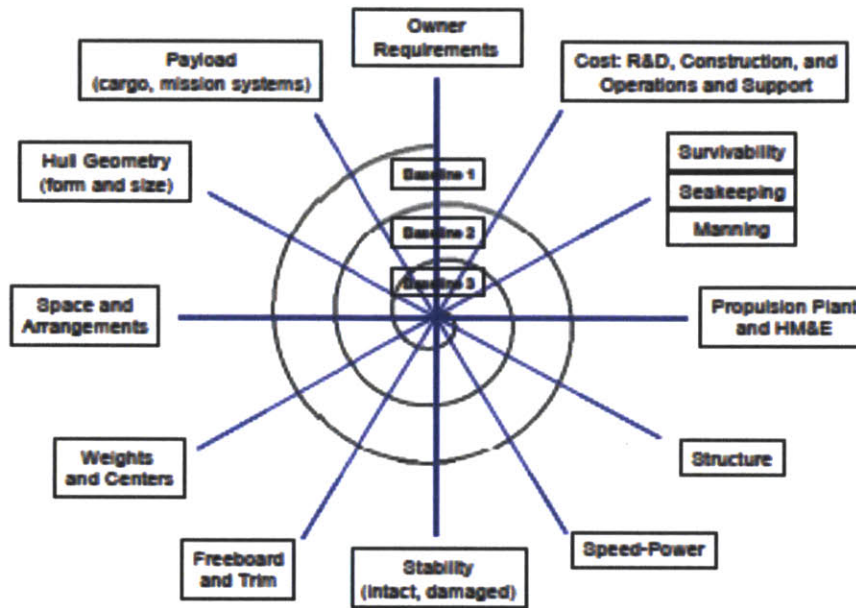 Owner
Requirements
Payload
(cargo, mission systems)
Cost: R&D, Construction, and
Operations and Support
Hull Geometry
(form and size)
Survivability
Seakeeping
Manning
Baseline 1
Baseline 2
Baseline 3
Space and
Arrangements
Propulsion Plant
and HM&E
Weights
and Centers
Structure
Freeboard
and Trim
Stability
(intact, damaged)
Speed-Power